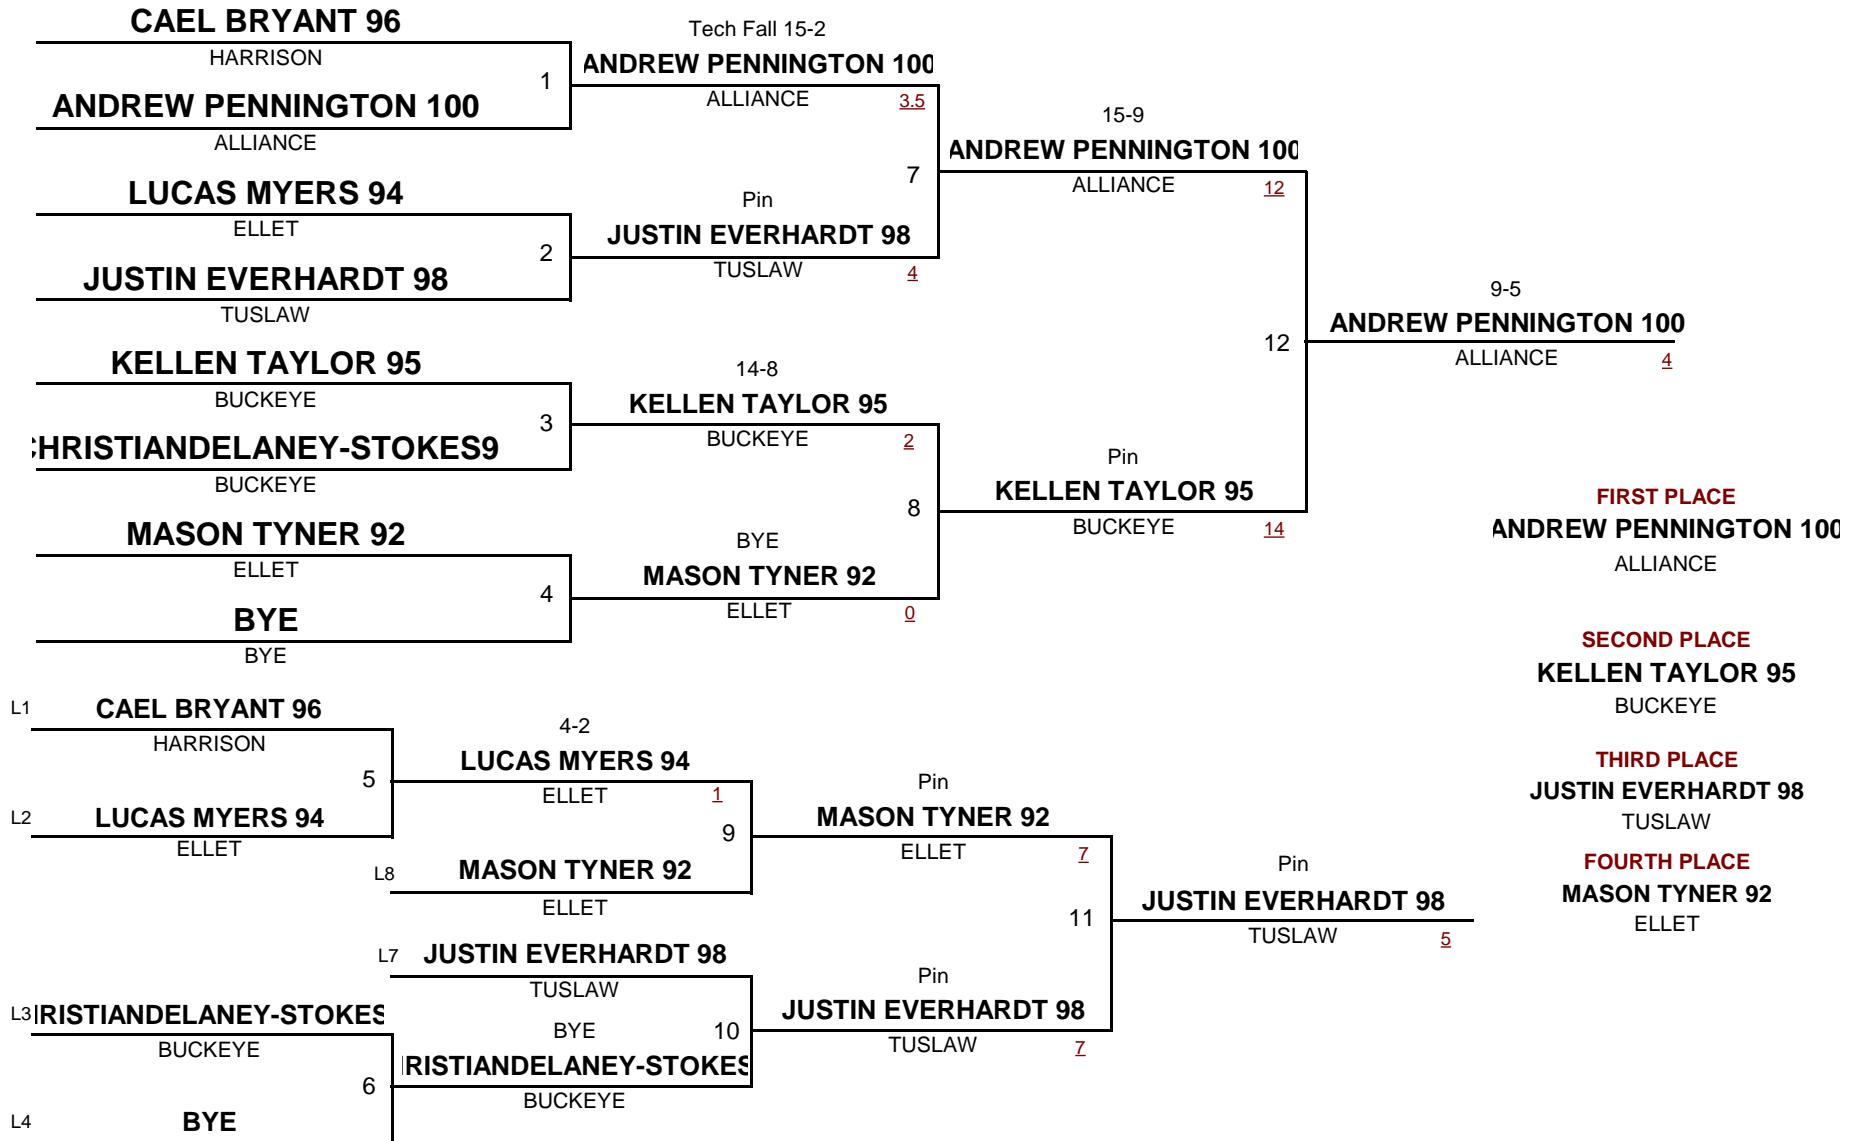 CAEL BRYANT 96
HARRISON
1
ANDREW PENNINGTON 100
ALLIANCE
LUCAS MYERS 94
ELLET
2
JUSTIN EVERHARDT 98
TUSLAW
KELLEN TAYLOR 95
BUCKEYE
3
CHRISTIANDELANEY-STOKES9
BUCKEYE
MASON TYNER 92
ELLET
4
BYE
BYE
Tech Fall 15-2
ANDREW PENNINGTON 100
ALLIANCE 3.5
7
Pin
JUSTIN EVERHARDT 98
TUSLAW 4
14-8
KELLEN TAYLOR 95
BUCKEYE 2
8
BYE
MASON TYNER 92
ELLET 0
15-9
ANDREW PENNINGTON 100
ALLIANCE 12
12
Pin
KELLEN TAYLOR 95
BUCKEYE 14
9-5
ANDREW PENNINGTON 100
ALLIANCE 4
FIRST PLACE
ANDREW PENNINGTON 100
ALLIANCE
SECOND PLACE
KELLEN TAYLOR 95
BUCKEYE
THIRD PLACE
JUSTIN EVERHARDT 98
TUSLAW
FOURTH PLACE
MASON TYNER 92
ELLET
L1 CAEL BRYANT 96
HARRISON
5
L2 LUCAS MYERS 94
ELLET
4-2
LUCAS MYERS 94
ELLET 1
9
L8 MASON TYNER 92
ELLET
L7 JUSTIN EVERHARDT 98
TUSLAW
BYE 10
RISTIANDELANEY-STOKES
BUCKEYE
L3 RISTIANDELANEY-STOKES
BUCKEYE
6
L4 BYE
Pin
MASON TYNER 92
ELLET 7
11
Pin
JUSTIN EVERHARDT 98
TUSLAW 7
Pin
JUSTIN EVERHARDT 98
TUSLAW 5